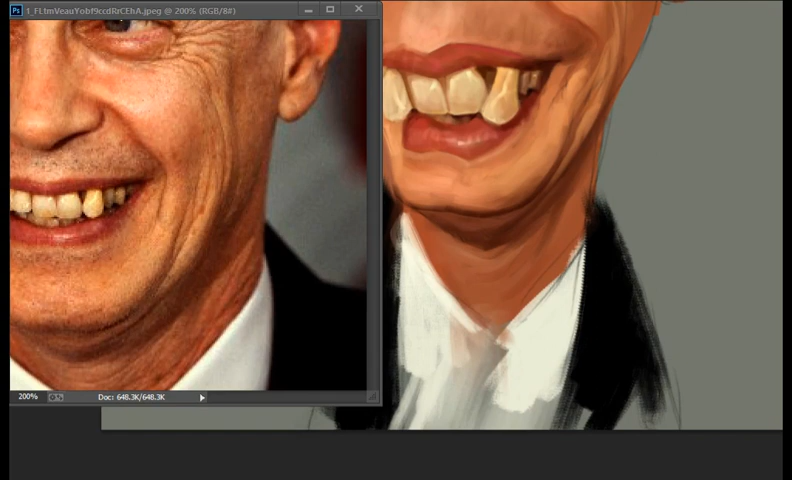 Ps 1_FLtmVeauYobf9ccdRrCEhA.jpeg @ 200% (RGB/8#)
200% Doc: 648.3K/648.3K